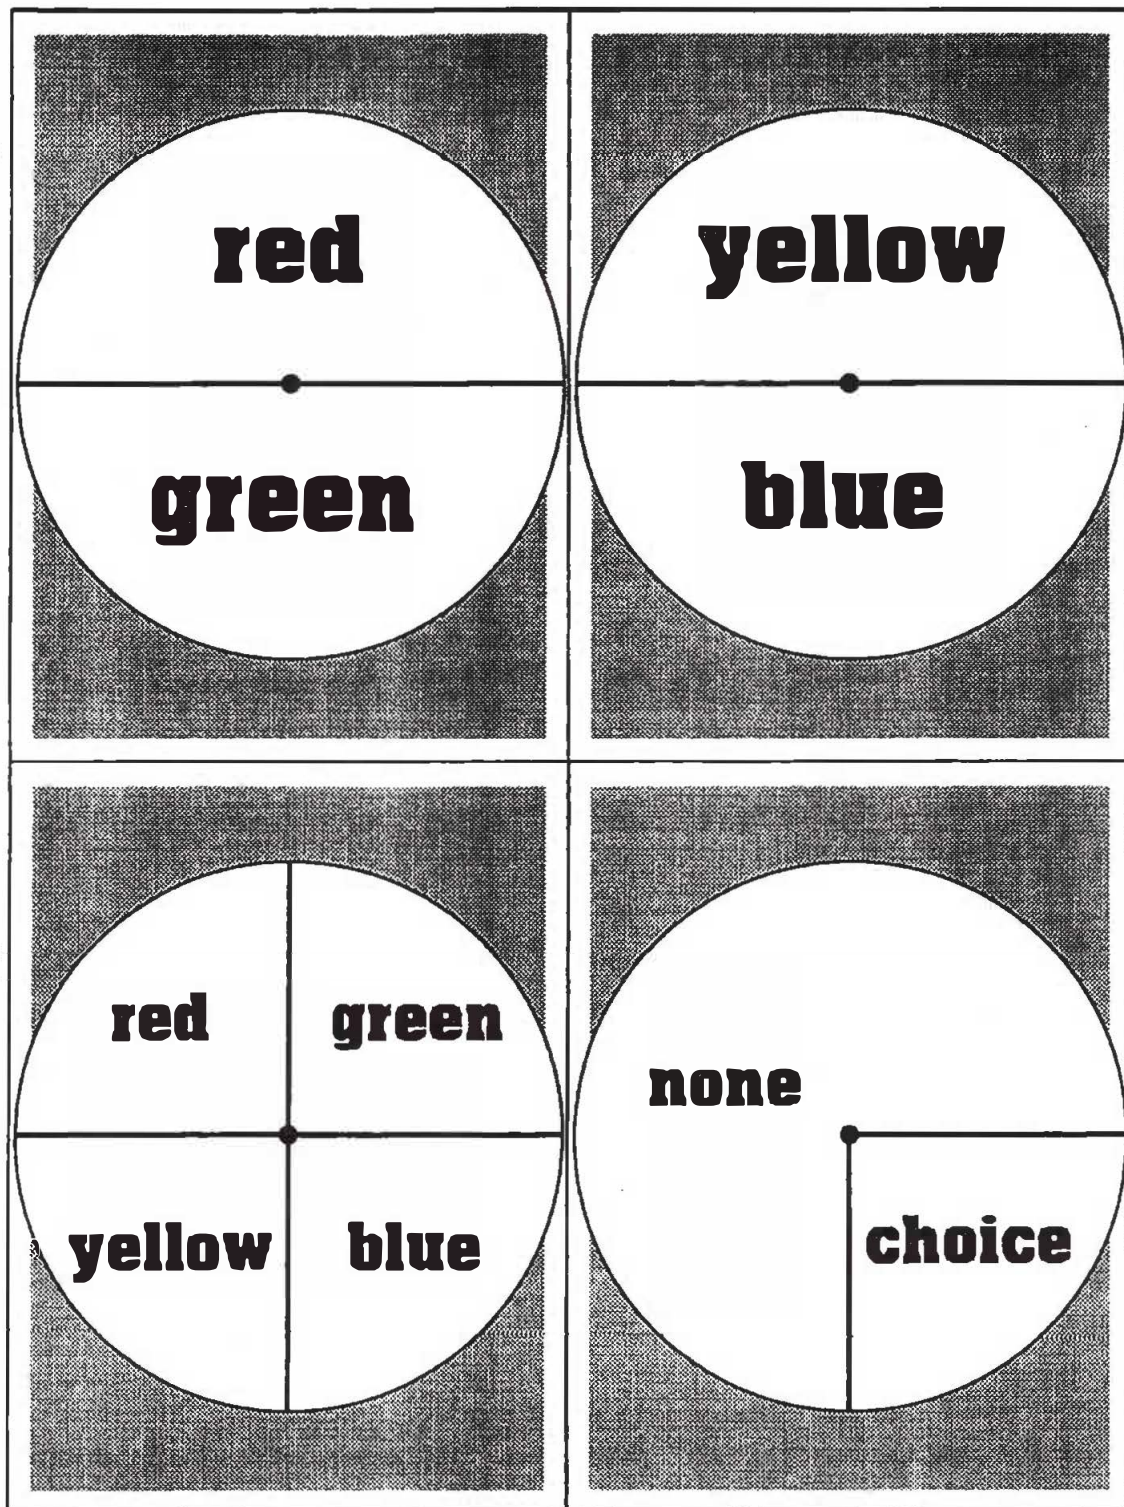 red
green
yellow
blue
red green
yellow blue
none
choice